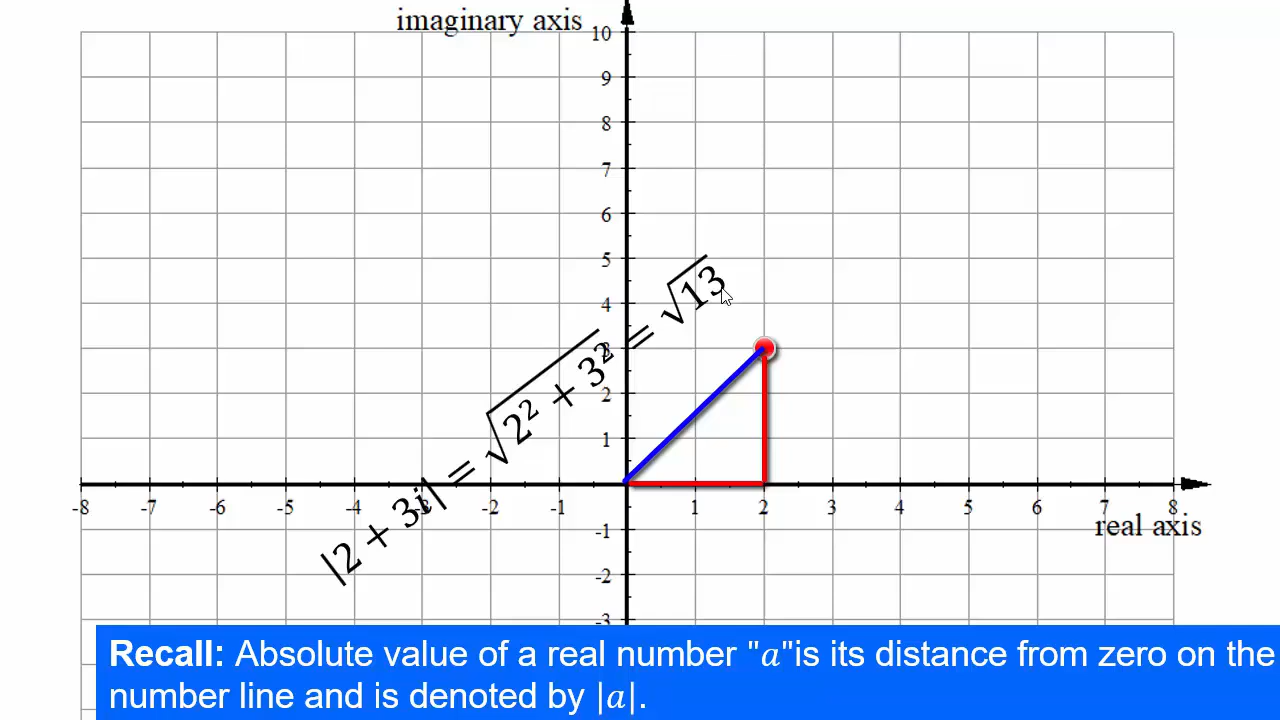 imaginary axis
10
9
8
7
6
5
4
3
2
1
|2 + 3i| = √2² + 3² = √13
-8 -7 -6 -5 -4 -3 -2 -1 1 2 3 4 5 6 7 8
real axis
-1
-2
-3
Recall: Absolute value of a real number "a"is its distance from zero on the
number line and is denoted by |a|.